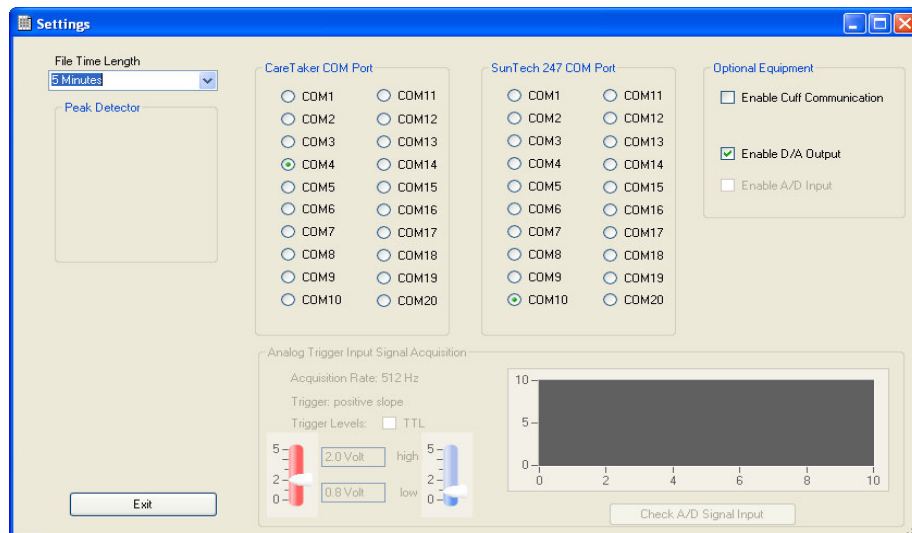 Settings
File Time Length
5 Minutes
Peak Detector
CareTaker COM Port
COM1 COM11
COM2 COM12
COM3 COM13
COM4 COM14
COM5 COM15
COM6 COM16
COM7 COM17
COM8 COM18
COM9 COM19
COM10 COM20
SunTech 247 COM Port
COM1 COM11
COM2 COM12
COM3 COM13
COM4 COM14
COM5 COM15
COM6 COM16
COM7 COM17
COM8 COM18
COM9 COM19
COM10 COM20
Optional Equipment
Enable Cuff Communication
Enable D/A Output
Enable A/D Input
Analog Trigger Input Signal Acquisition
Acquisition Rate: 512 Hz
Trigger: positive slope
Trigger Levels: TTL
5
2
0
2.0 Volt high
0.8 Volt low
5
2
0
10
5
0
0 2 4 6 8 10
Check A/D Signal Input
Exit